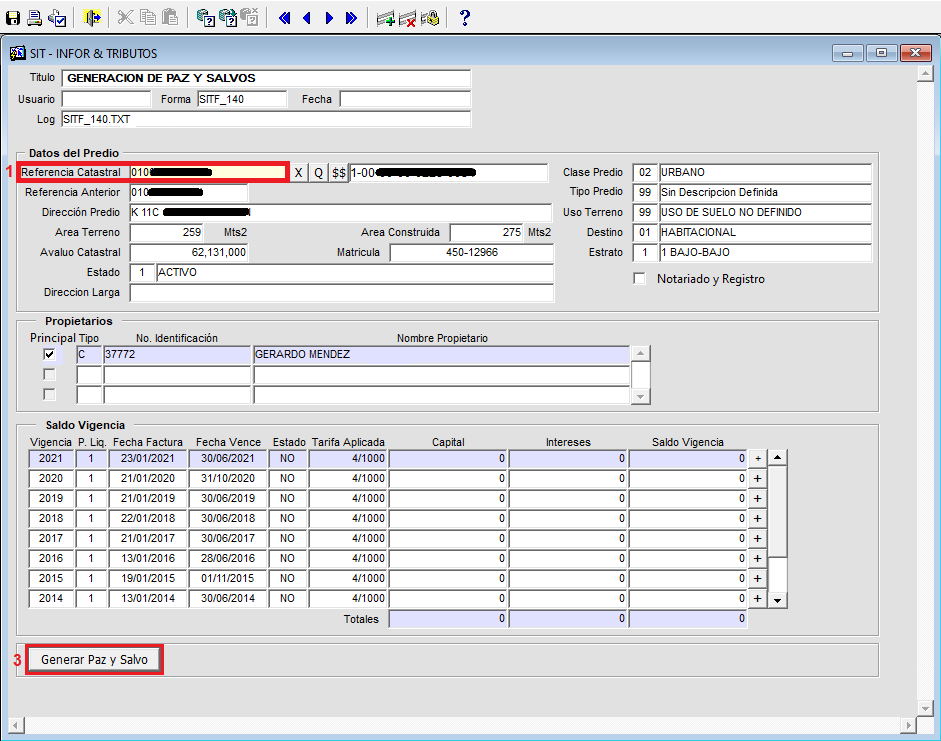 SIT - INFOR & TRIBUTOS
Titulo GENERACION DE PAZ Y SALVOS
Usuario Forma SITF_140 Fecha
Log SITF_140.TXT
Datos del Predio
1 Referencia Catastral 010 X Q $$ 1-00 Clase Predio 02 URBANO
Referencia Anterior 010 Tipo Predio 99 Sin Descripcion Definida
Dirección Predio K 11C Uso Terreno 99 USO DE SUELO NO DEFINIDO
Area Terreno 259 Mts2 Area Construida 275 Mts2 Destino 01 HABITACIONAL
Avaluo Catastral 62,131,000 Matricula 450-12966 Estrato 1 1 BAJO-BAJO
Estado 1 ACTIVO Notariado y Registro
Direccion Larga
Propietarios
Principal Tipo No. Identificación Nombre Propietario
C 37772 GERARDO MENDEZ
Saldo Vigencia
Vigencia P. Liq. Fecha Factura Fecha Vence Estado Tarifa Aplicada Capital Intereses Saldo Vigencia
2021 1 23/01/2021 30/06/2021 NO 4/1000 0 0 0 +
2020 1 21/01/2020 31/10/2020 NO 4/1000 0 0 0 +
2019 1 21/01/2019 30/06/2019 NO 4/1000 0 0 0 +
2018 1 22/01/2018 30/06/2018 NO 4/1000 0 0 0 +
2017 1 21/01/2017 30/06/2017 NO 4/1000 0 0 0 +
2016 1 13/01/2016 28/06/2016 NO 4/1000 0 0 0 +
2015 1 19/01/2015 01/11/2015 NO 4/1000 0 0 0 +
2014 1 13/01/2014 30/06/2014 NO 4/1000 0 0 0 +
Totales 0 0 0
3 Generar Paz y Salvo